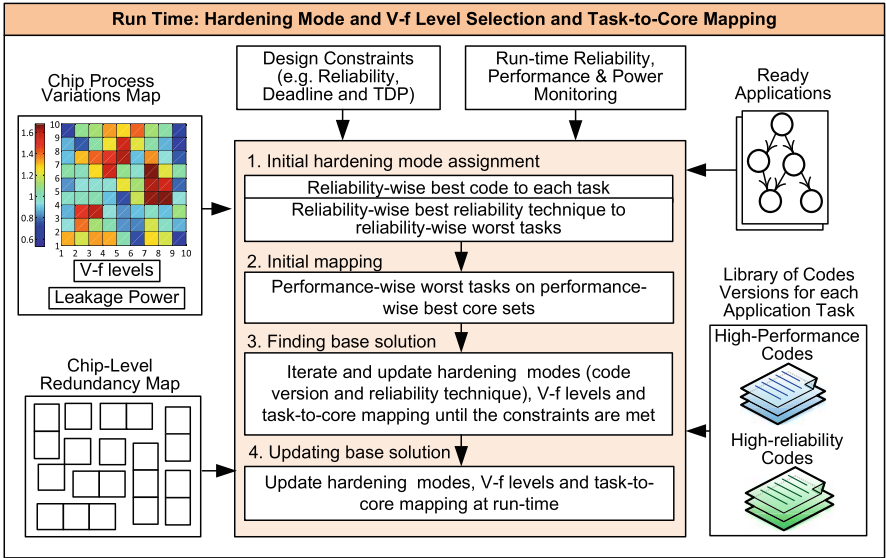 Run Time: Hardening Mode and V-f Level Selection and Task-to-Core Mapping
Chip Process
Variations Map
1.6
1.4
1.2
1
0.8
0.6
10
9
8
7
6
5
4
3
2
1
1 2 3 4 5 6 7 8 9 10
V-f levels
Leakage Power
Chip-Level
Redundancy Map
Design Constraints
(e.g. Reliability,
Deadline and TDP)
Run-time Reliability,
Performance & Power
Monitoring
1. Initial hardening mode assignment
Reliability-wise best code to each task
Reliability-wise best reliability technique to
reliability-wise worst tasks
2. Initial mapping
Performance-wise worst tasks on performance-
wise best core sets
3. Finding base solution
Iterate and update hardening modes (code
version and reliability technique), V-f levels and
task-to-core mapping until the constraints are met
4. Updating base solution
Update hardening modes, V-f levels and task-to-
core mapping at run-time
Ready
Applications
Library of Codes
Versions for each
Application Task
High-Performance
Codes
High-reliability
Codes